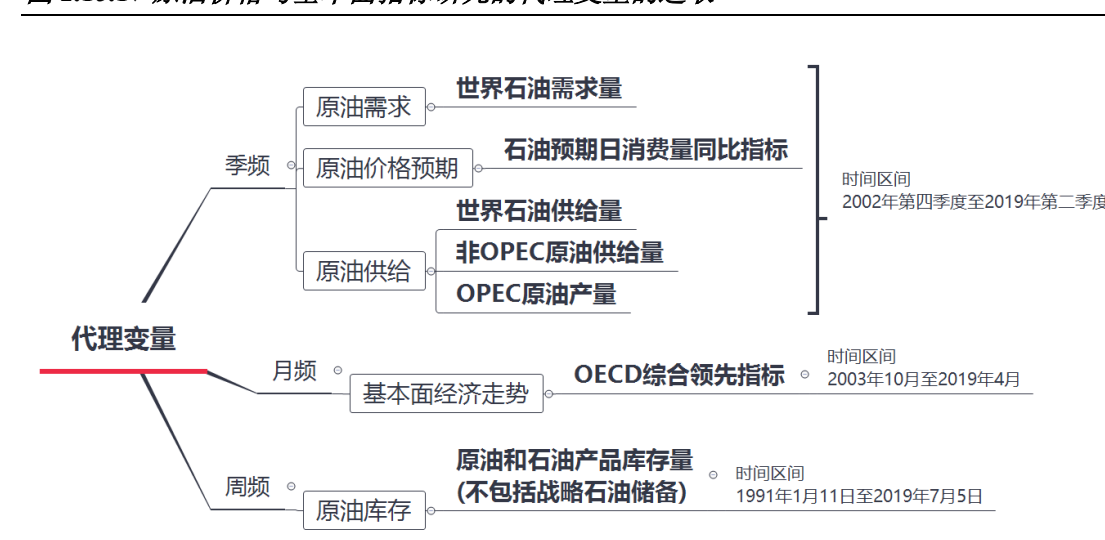 世界石油需求量
原油需求
石油预期日消费量同比指标
季频
原油价格预期
时间区间
2002年第四季度至2019年第二季度
世界石油供给量
非OPEC原油供给量
原油供给
OPEC原油产量
代理变量
月频
OECD综合领先指标
时间区间
2003年10月至2019年4月
基本面经济走势
原油和石油产品库存量
(不包括战略石油储备)
时间区间
1991年1月11日至2019年7月5日
周频
原油库存